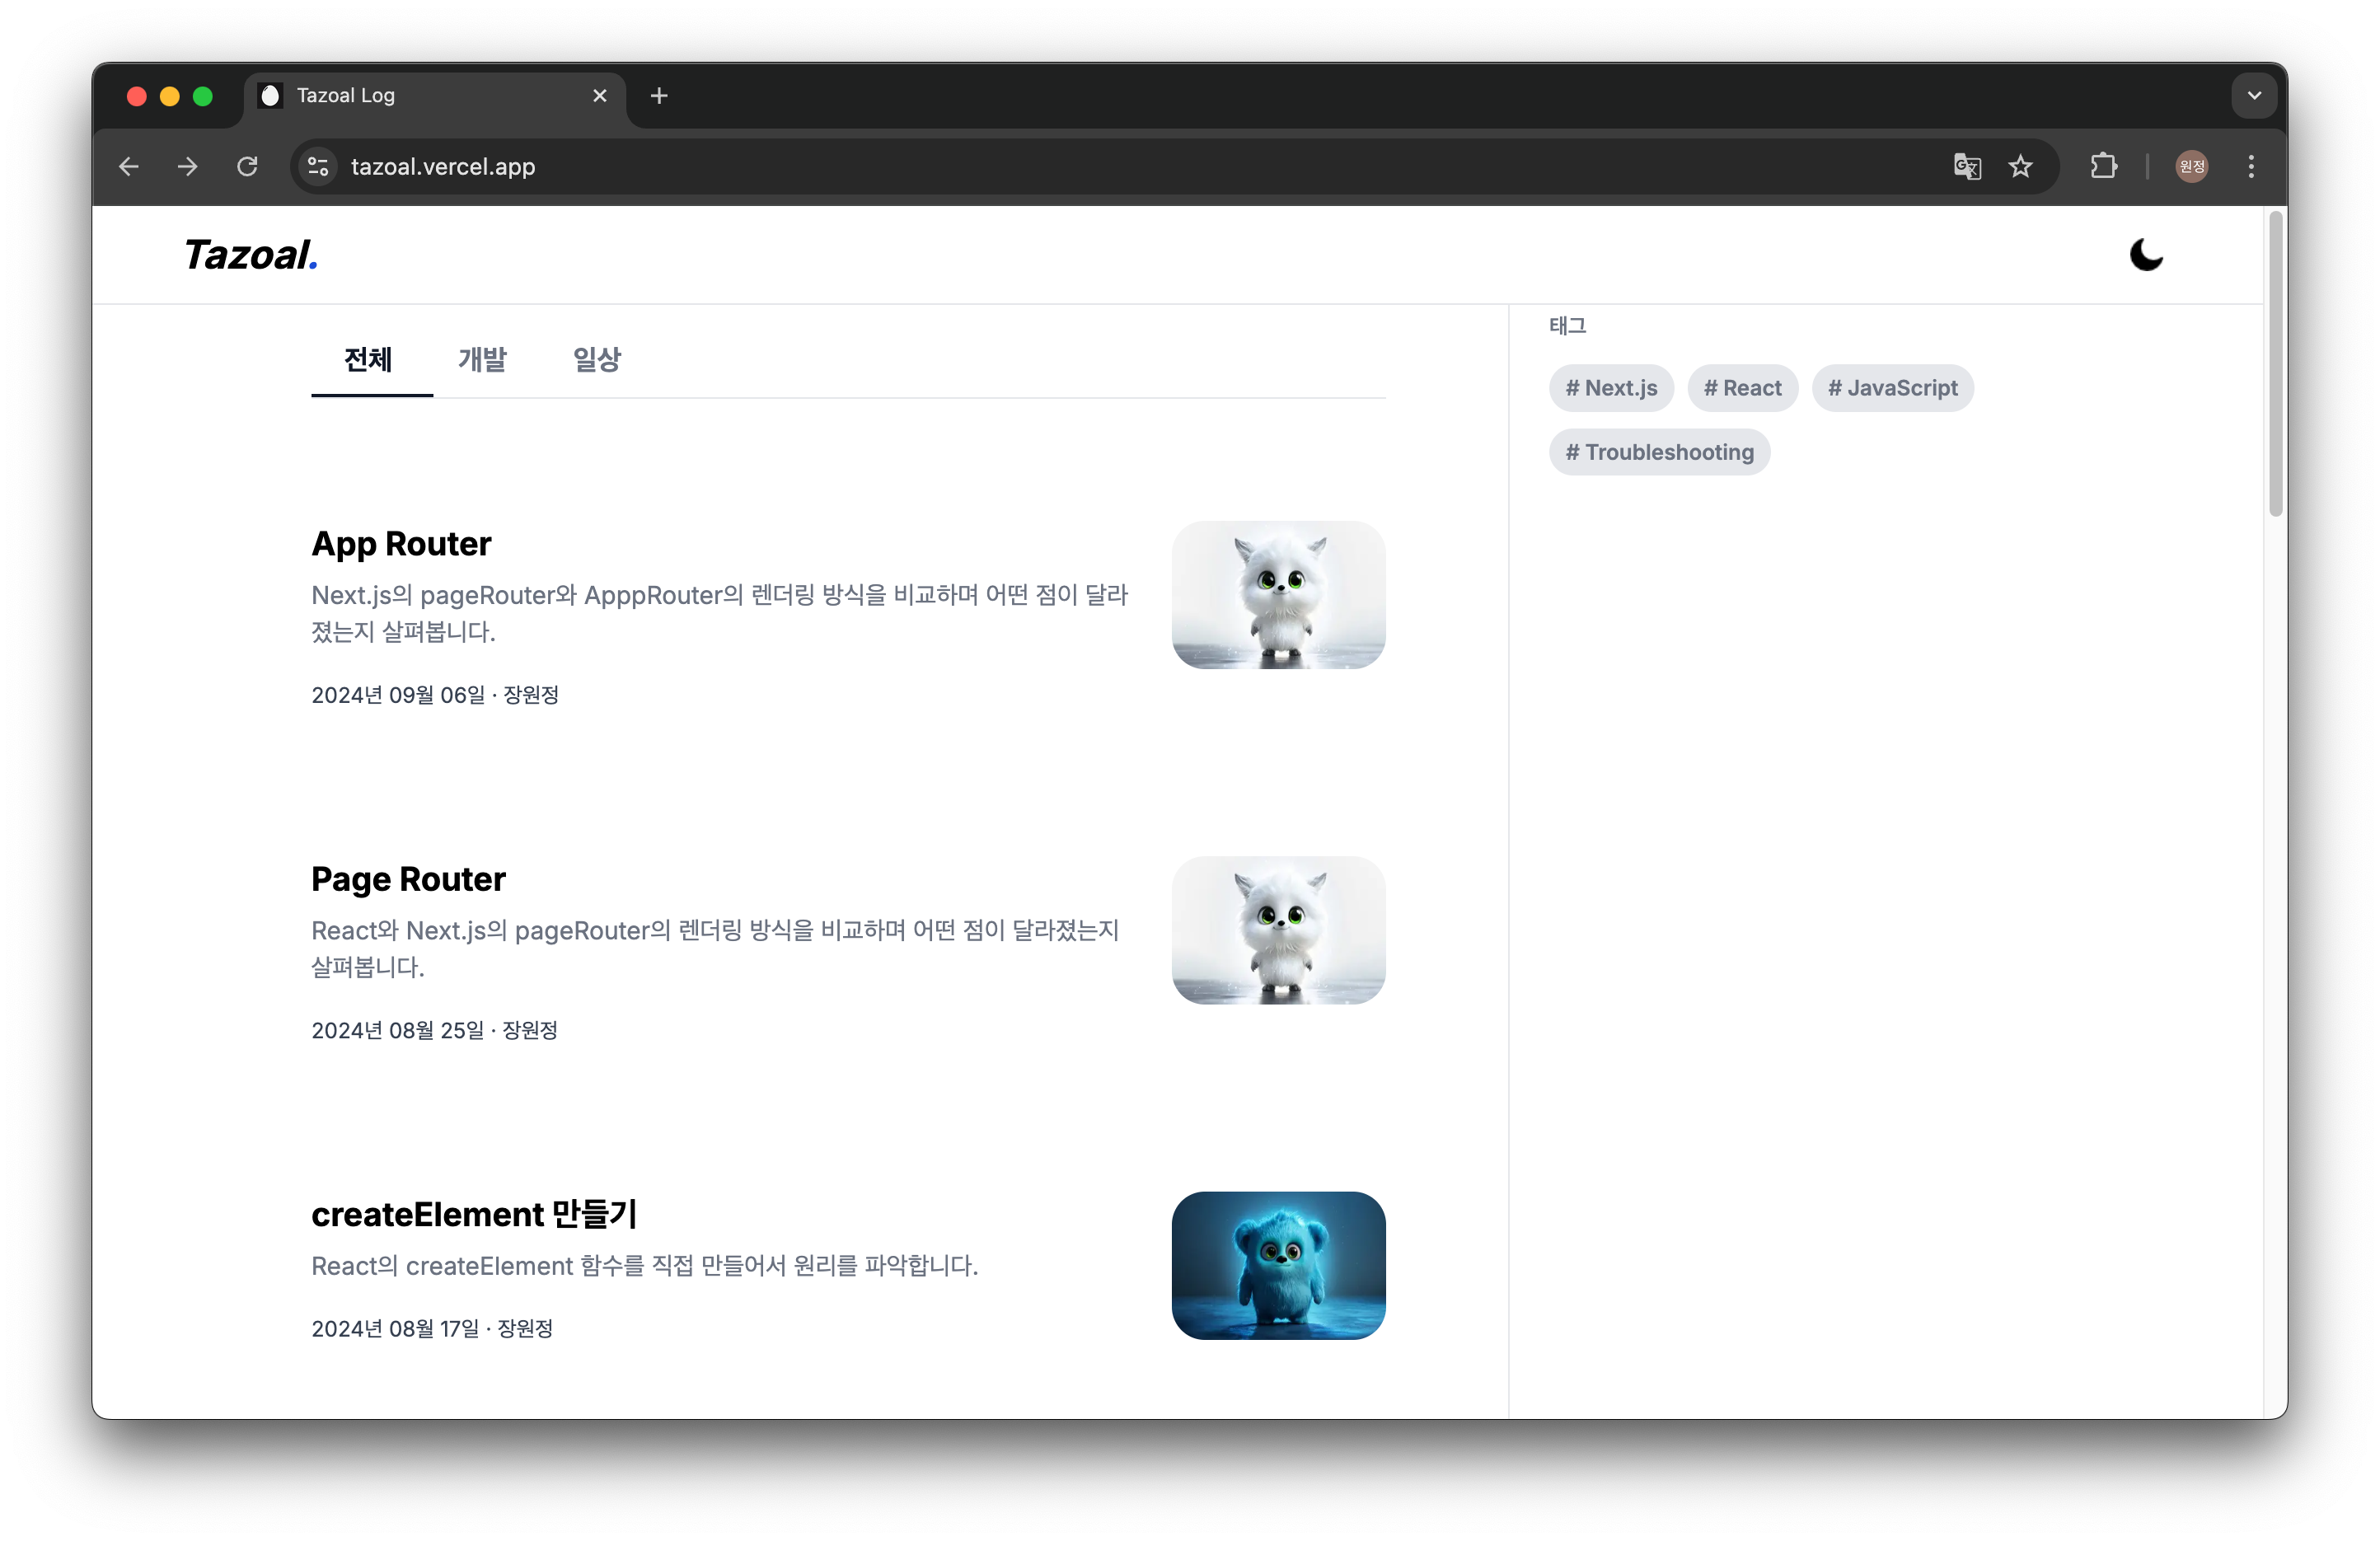 Tazoal Log
tazoal.vercel.app
원정
Tazoal.
전체 개발 일상
태그
# Next.js # React # JavaScript
# Troubleshooting
App Router
Next.js의 pageRouter와 ApppRouter의 렌더링 방식을 비교하며 어떤 점이 달라
졌는지 살펴봅니다.
2024년 09월 06일 · 장원정
Page Router
React와 Next.js의 pageRouter의 렌더링 방식을 비교하며 어떤 점이 달라졌는지
살펴봅니다.
2024년 08월 25일 · 장원정
createElement 만들기
React의 createElement 함수를 직접 만들어서 원리를 파악합니다.
2024년 08월 17일 · 장원정